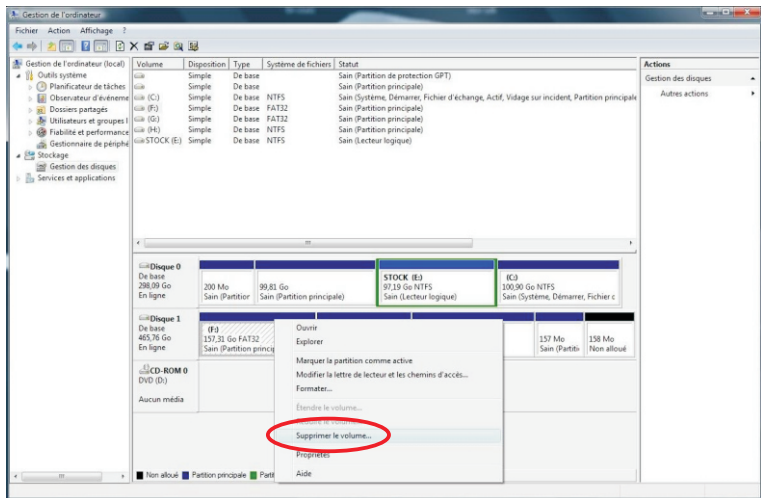 Gestion de l'ordinateur
Fichier Action Affichage ?
Gestion de l'ordinateur (local)
Outils système
Planificateur de tâches
Observateur d'événeme
Dossiers partagés
Utilisateurs et groupes l
Fiabilité et performance
Gestionnaire de périphé
Stockage
Gestion des disques
Services et applications
Volume Disposition Type Système de fichiers Statut
Simple De base Sain (Partition de protection GPT)
Simple De base Sain (Partition principale)
(C:) Simple De base NTFS Sain (Système, Démarrer, Fichier d'échange, Actif, Vidage sur incident, Partition principale
(F:) Simple De base FAT32 Sain (Partition principale)
(G:) Simple De base FAT32 Sain (Partition principale)
(H:) Simple De base NTFS Sain (Partition principale)
STOCK (E:) Simple De base NTFS Sain (Lecteur logique)
Actions
Gestion des disques
Autres actions
Disque 0
De base
298,09 Go
En ligne
200 Mo
Sain (Partitior
99,81 Go
Sain (Partition principale)
STOCK (E:)
97,19 Go NTFS
Sain (Lecteur logique)
(C:)
100,90 Go NTFS
Sain (Système, Démarrer, Fichier c
Disque 1
De base
465,76 Go
En ligne
(F:)
157,31 Go FAT32
Sain (Partition princip
157 Mo
Sain (Partiti
158 Mo
Non alloué
CD-ROM 0
DVD (D:)
Aucun média
Ouvrir
Explorer
Marquer la partition comme active
Modifier la lettre de lecteur et les chemins d'accès...
Formater...
Étendre le volume...
Réduire le volume...
Supprimer le volume...
Propriétés
Aide
Non alloué Partition principale Parti